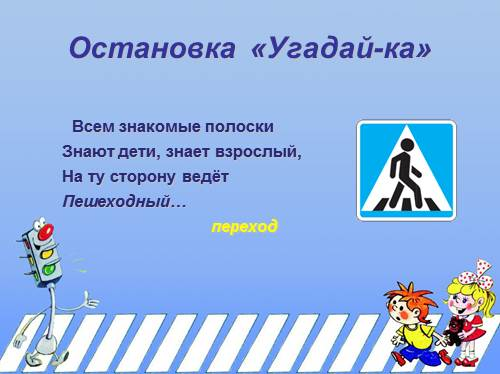 Остановка «Угадай-ка»
Всем знакомые полоски
Знают дети, знает взрослый,
На ту сторону ведёт
Пешеходный…
переход